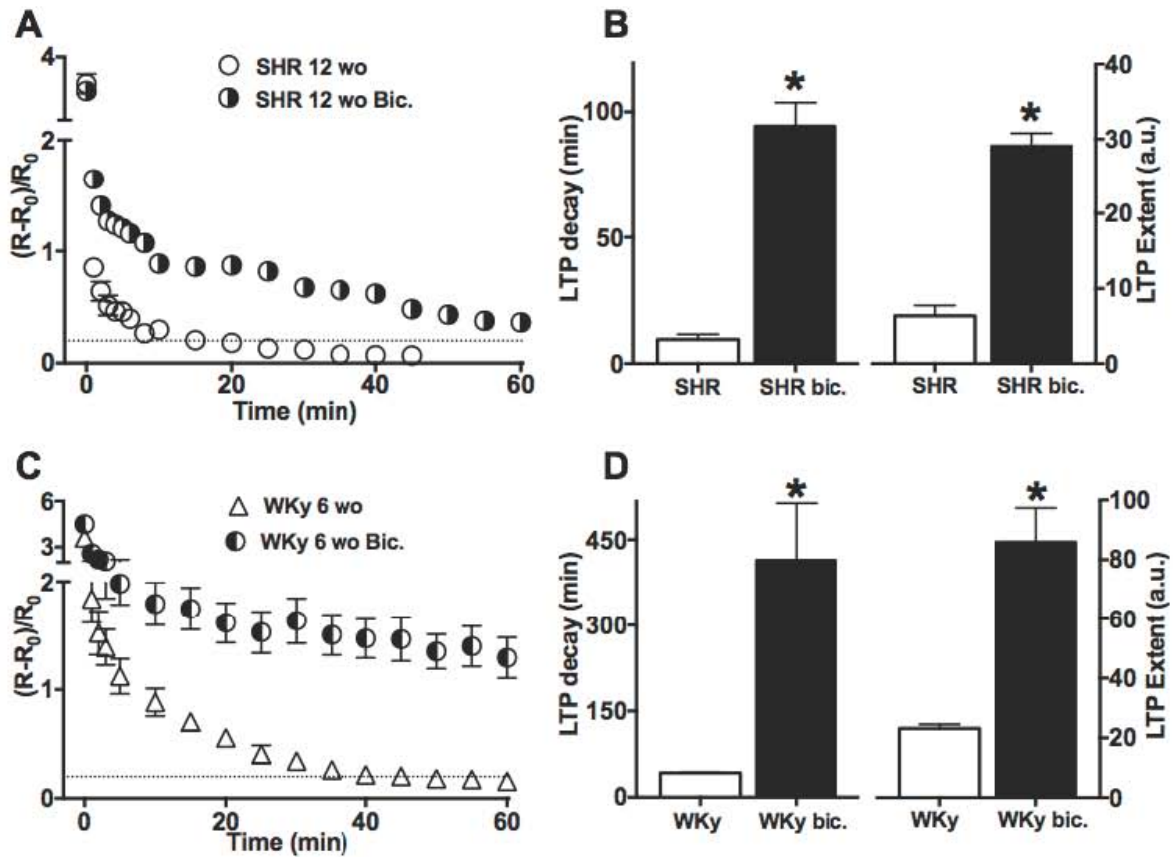 A
4
2
1
0
(R-R0)/R0
SHR 12 wo
SHR 12 wo Bic.
0 20 40 60
Time (min)
B
LTP decay (min)
100
50
0
*
*
40
30
20
10
0
LTP Extent (a.u.)
SHR SHR bic. SHR SHR bic.
C
6
3
2
1
0
(R-R0)/R0
WKy 6 wo
WKy 6 wo Bic.
0 20 40 60
Time (min)
D
LTP decay (min)
450
300
150
0
*
*
100
80
60
40
20
0
LTP Extent (a.u.)
WKy WKy bic. WKy WKy bic.